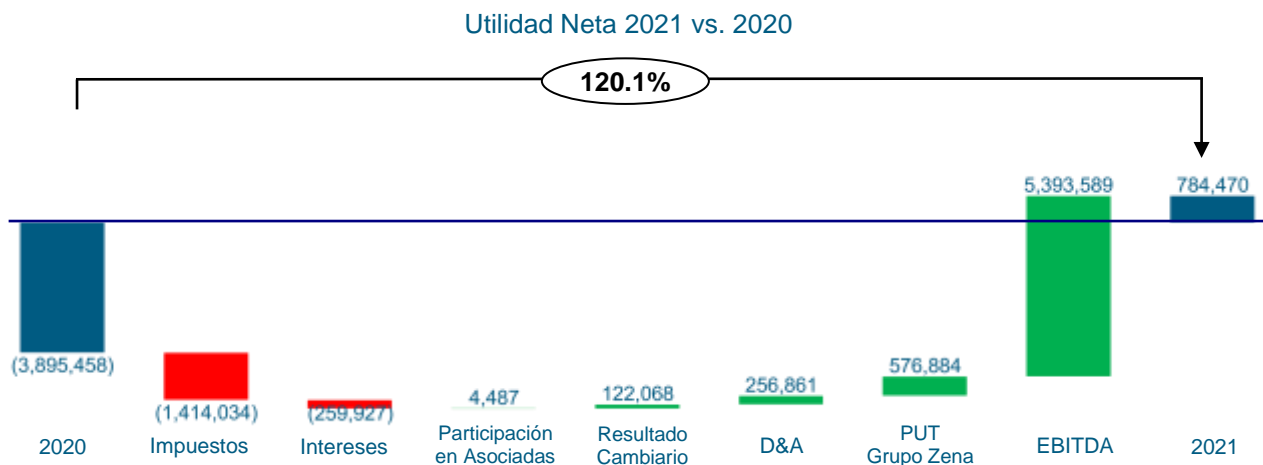 Utilidad Neta 2021 vs. 2020
120.1%
5,393,589
784,470
(3,895,458)
(1,414,034)
(259,927)
4,487
122,068
256,861
576,884
2020
Impuestos
Intereses
Participación
en Asociadas
Resultado
Cambiario
D&A
PUT
Grupo Zena
EBITDA
2021